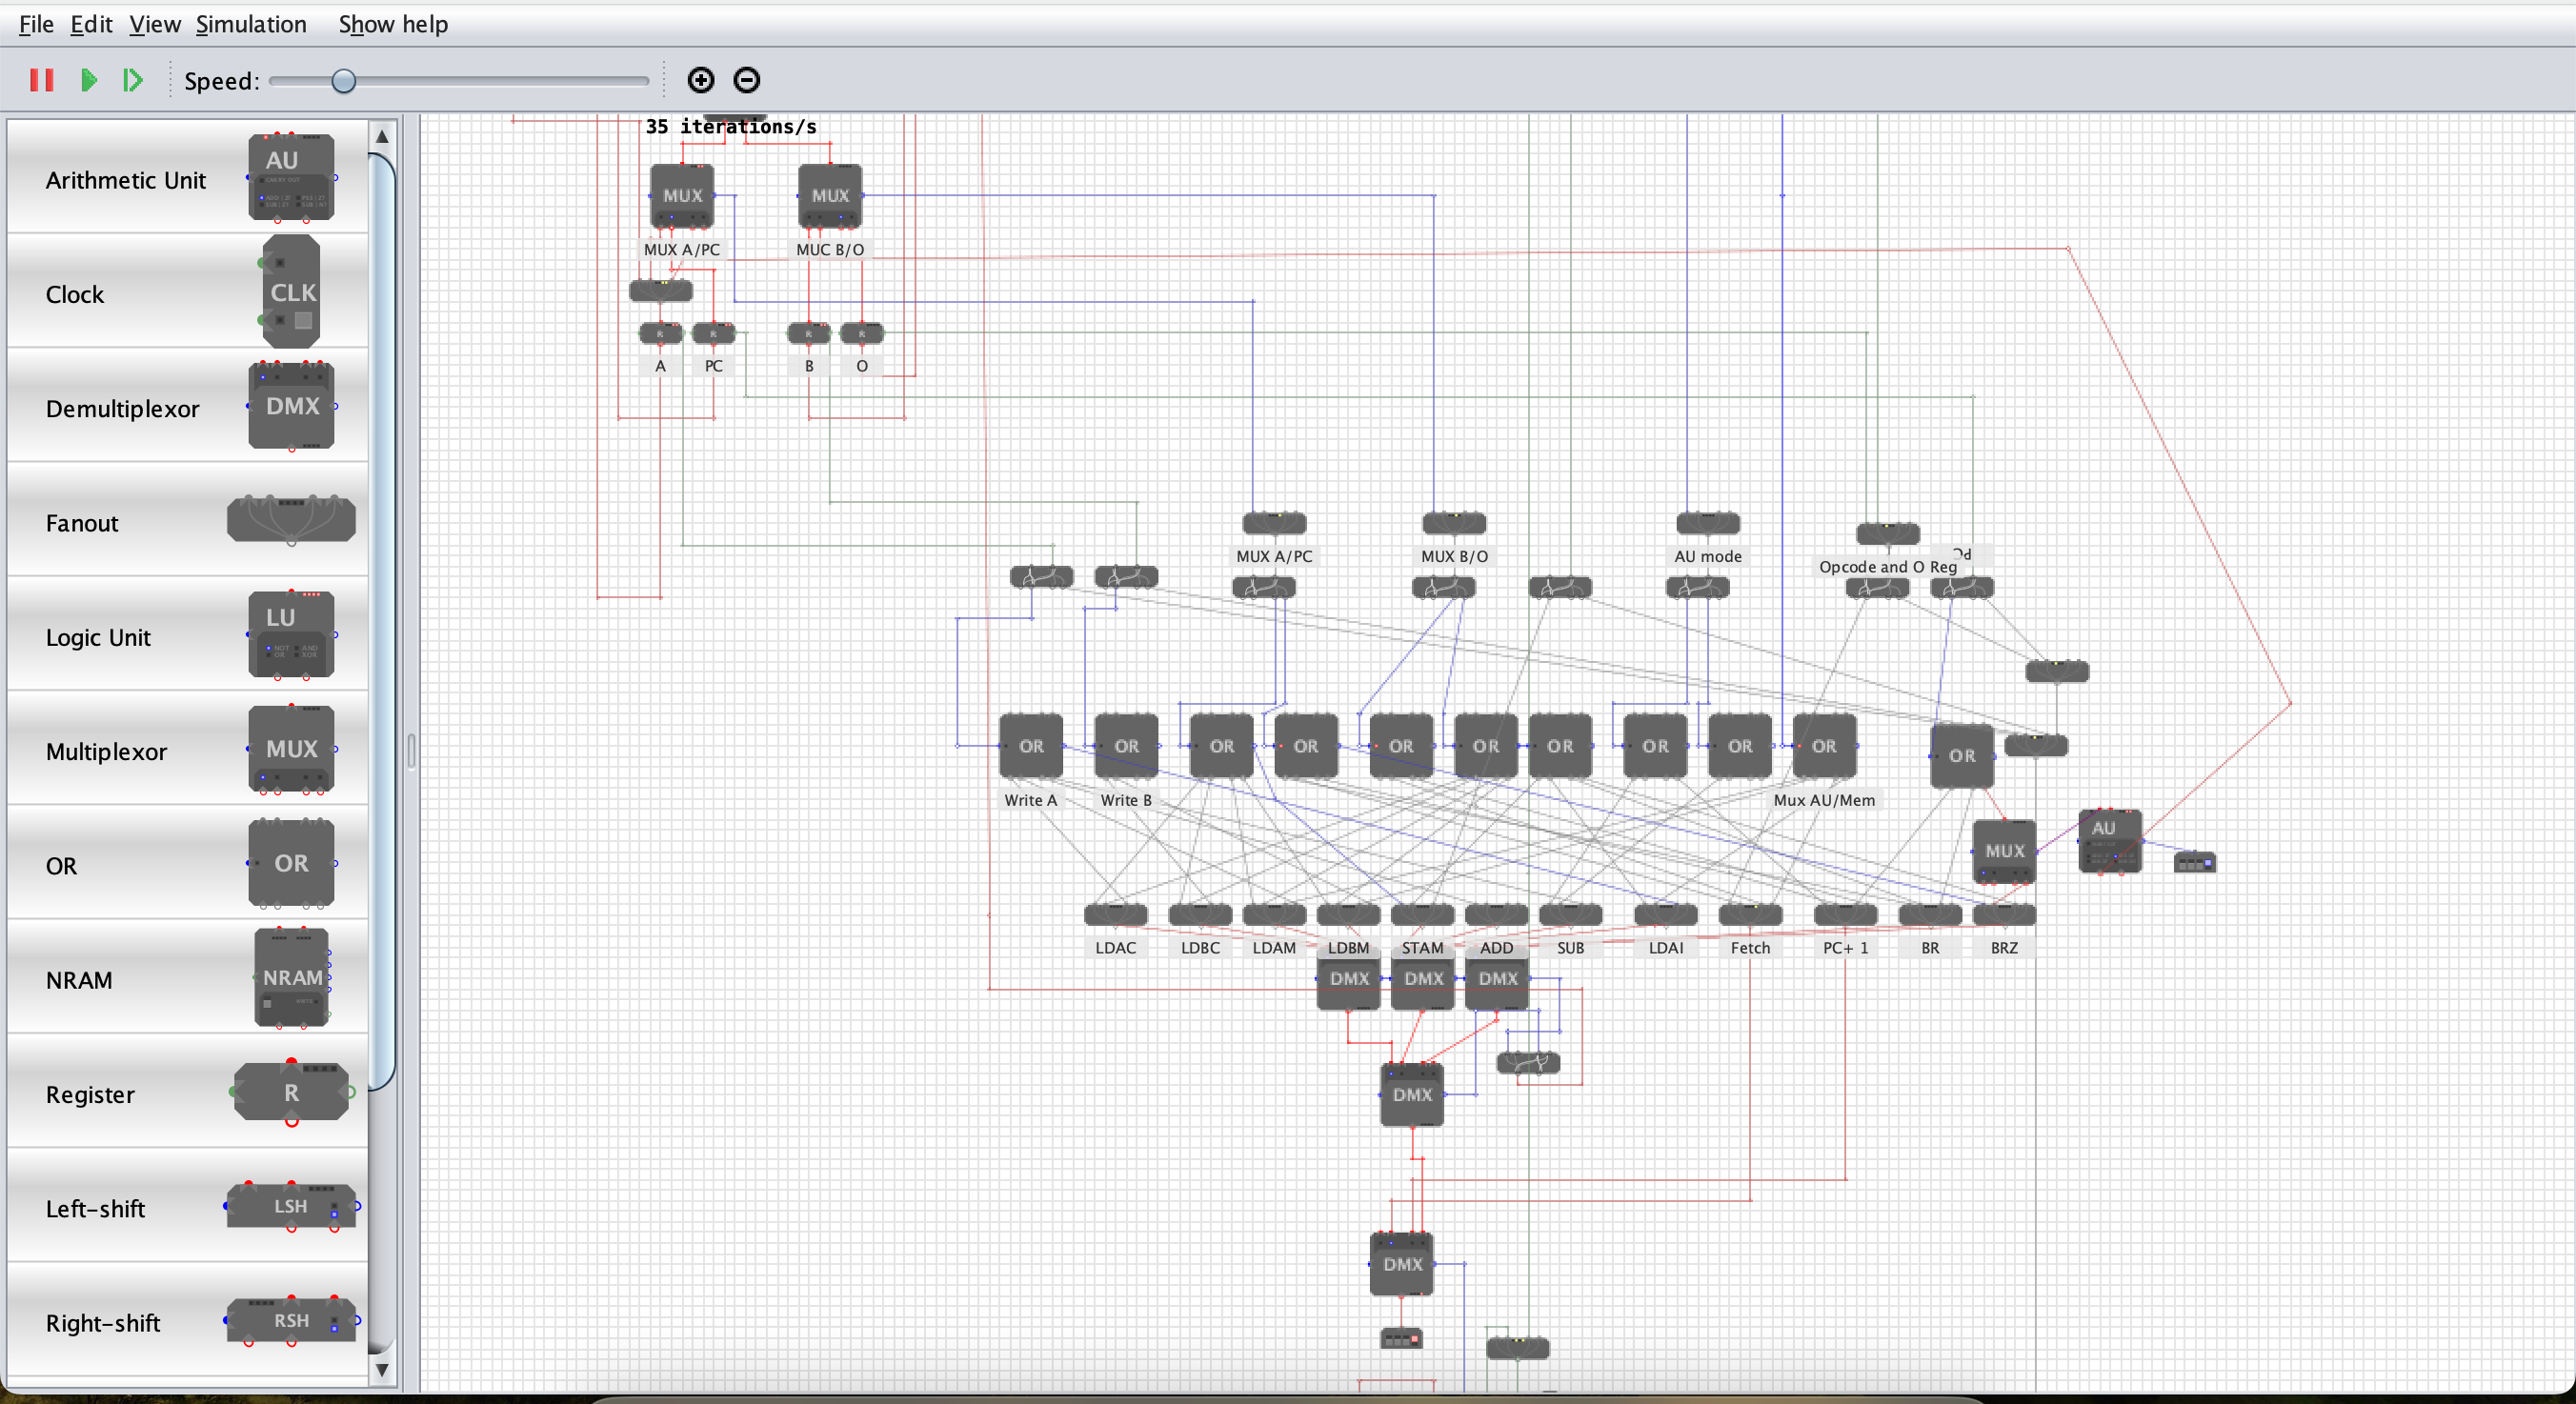 File Edit View Simulation Show help
Speed:
35 iterations/s
Arithmetic Unit AU
Clock CLK
Demultiplexor DMX
Fanout
Logic Unit LU
Multiplexor MUX
OR OR
NRAM NRAM
Register R
Left-shift LSH
Right-shift RSH
MUX MUX
MUX A/PC MUC B/O
R R R R
A PC B O
MUX A/PC MUX B/O AU mode
Opcode and O Reg
OR OR OR OR OR OR OR OR OR OR OR
Write A Write B Mux AU/Mem
AU
MUX
LDAC LDBC LDAM LDBM STAM ADD SUB LDAI Fetch PC+ 1 BR BRZ
DMX DMX DMX
DMX
DMX